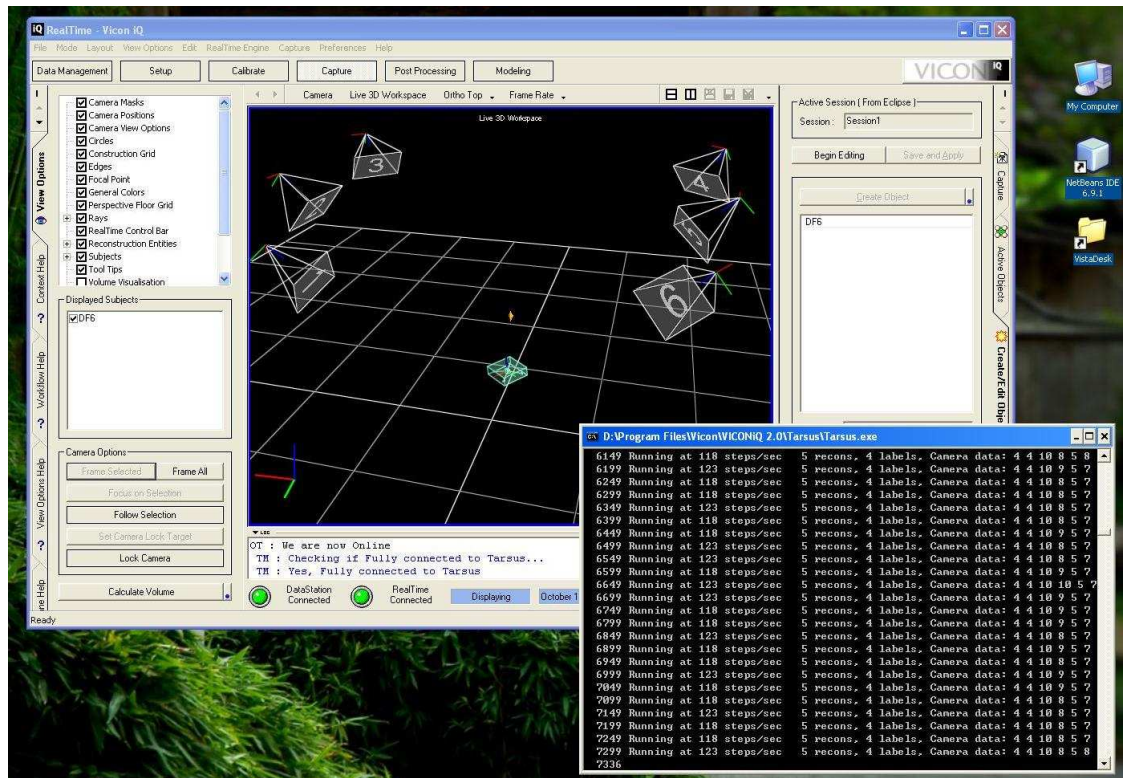 RealTime - Vicon iQ
File Mode Layout View Options Edit RealTime Engine Capture Preferences Help
Data Management Setup Calibrate Capture Post Processing Modeling
VICON iQ
Camera Live 3D Workspace Ortho Top Frame Rate
Live 3D Workspace
View Options
Context Help
Workflow Help
View Options Help
ne Help
Camera Masks
Camera Positions
Camera View Options
Circles
Construction Grid
Edges
Focal Point
General Colors
Perspective Floor Grid
Rays
RealTime Control Bar
Reconstruction Entities
Subjects
Tool Tips
Volume Visualisation
Displayed Subjects
DF6
Camera Options
Frame Selected Frame All
Focus on Selection
Follow Selection
Set Camera Lock Target
Lock Camera
Calculate Volume
Ready
1
2
3
4
5
6
LOG
OT : We are now Online
TM : Checking if Fully connected to Tarsus...
TM : Yes, Fully connected to Tarsus
DataStation Connected
RealTime Connected
Displaying
October 1
Active Session ( From Eclipse )
Session : Session1
Begin Editing Save and Apply
Create Object
DF6
Capture
Active Objects
Create/Edit Obje
My Computer
NetBeans IDE
6.9.1
VistaDesk
D:\Program Files\Vicon\VICONiQ 2.0\Tarsus\Tarsus.exe
6149 Running at 118 steps/sec 5 recons, 4 labels, Camera data: 4 4 10 8 5 8
6199 Running at 123 steps/sec 5 recons, 4 labels, Camera data: 4 4 10 9 5 7
6249 Running at 118 steps/sec 5 recons, 4 labels, Camera data: 4 4 10 8 5 7
6299 Running at 118 steps/sec 5 recons, 4 labels, Camera data: 4 4 10 8 5 7
6349 Running at 123 steps/sec 5 recons, 4 labels, Camera data: 4 4 10 8 5 7
6399 Running at 118 steps/sec 5 recons, 4 labels, Camera data: 4 4 10 9 5 7
6449 Running at 123 steps/sec 5 recons, 4 labels, Camera data: 4 4 10 9 5 7
6499 Running at 123 steps/sec 5 recons, 4 labels, Camera data: 4 4 10 8 5 7
6549 Running at 118 steps/sec 5 recons, 4 labels, Camera data: 4 4 10 8 5 7
6599 Running at 118 steps/sec 5 recons, 4 labels, Camera data: 4 4 10 9 5 7
6649 Running at 123 steps/sec 5 recons, 4 labels, Camera data: 4 4 10 10 5 7
6699 Running at 123 steps/sec 5 recons, 4 labels, Camera data: 4 4 10 9 5 7
6749 Running at 118 steps/sec 5 recons, 4 labels, Camera data: 4 4 10 9 5 7
6799 Running at 118 steps/sec 5 recons, 4 labels, Camera data: 4 4 10 9 5 7
6849 Running at 123 steps/sec 5 recons, 4 labels, Camera data: 4 4 10 8 5 7
6899 Running at 118 steps/sec 5 recons, 4 labels, Camera data: 4 4 10 9 5 7
6949 Running at 123 steps/sec 5 recons, 4 labels, Camera data: 4 4 10 8 5 7
6999 Running at 123 steps/sec 5 recons, 4 labels, Camera data: 4 4 10 8 5 7
7049 Running at 118 steps/sec 5 recons, 4 labels, Camera data: 4 4 10 9 5 7
7099 Running at 118 steps/sec 5 recons, 4 labels, Camera data: 4 4 10 9 5 7
7149 Running at 123 steps/sec 5 recons, 4 labels, Camera data: 4 4 10 8 5 7
7199 Running at 118 steps/sec 5 recons, 4 labels, Camera data: 4 4 10 8 5 7
7249 Running at 118 steps/sec 5 recons, 4 labels, Camera data: 4 4 10 8 5 7
7299 Running at 123 steps/sec 5 recons, 4 labels, Camera data: 4 4 10 8 5 8
7336